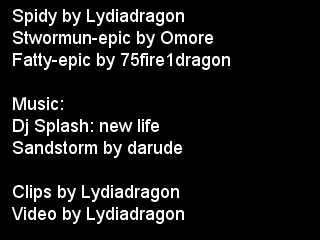 Spidy by Lydiadragon
Stwormun-epic by Omore
Fatty-epic by 75fire1dragon
Music:
Dj Splash: new life
Sandstorm by darude
Clips by Lydiadragon
Video by Lydiadragon